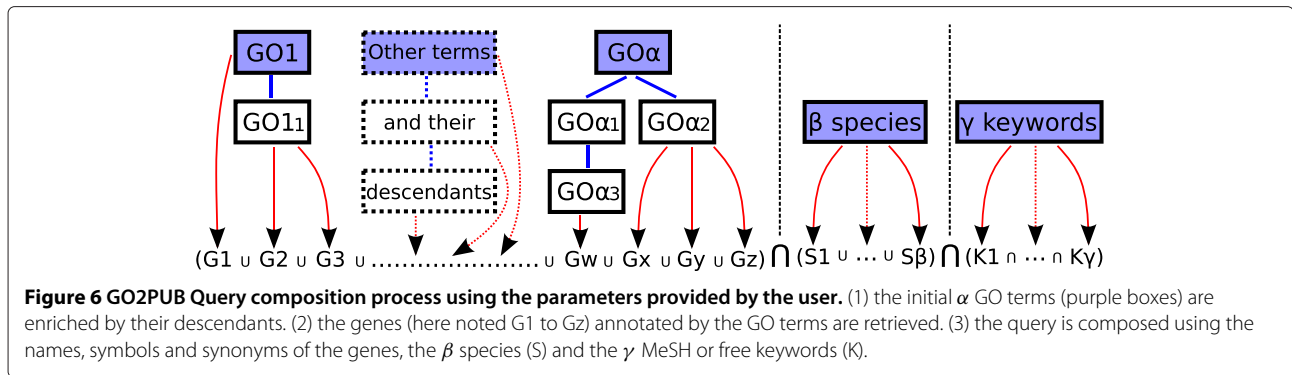 GO1 Other terms GOα
GO1₁ and their GOα1 GOα2 β species γ keywords
descendants GOα3
(G1 ∪ G2 ∪ G3 ∪ ........................ ∪ Gw ∪ Gx ∪ Gy ∪ Gz) ⋂ (S1 ∪ ... ∪ Sβ) ⋂ (K1 ∩ ... ∩ Kγ)
Figure 6 GO2PUB Query composition process using the parameters provided by the user. (1) the initial α GO terms (purple boxes) are
enriched by their descendants. (2) the genes (here noted G1 to Gz) annotated by the GO terms are retrieved. (3) the query is composed using the
names, symbols and synonyms of the genes, the β species (S) and the γ MeSH or free keywords (K).